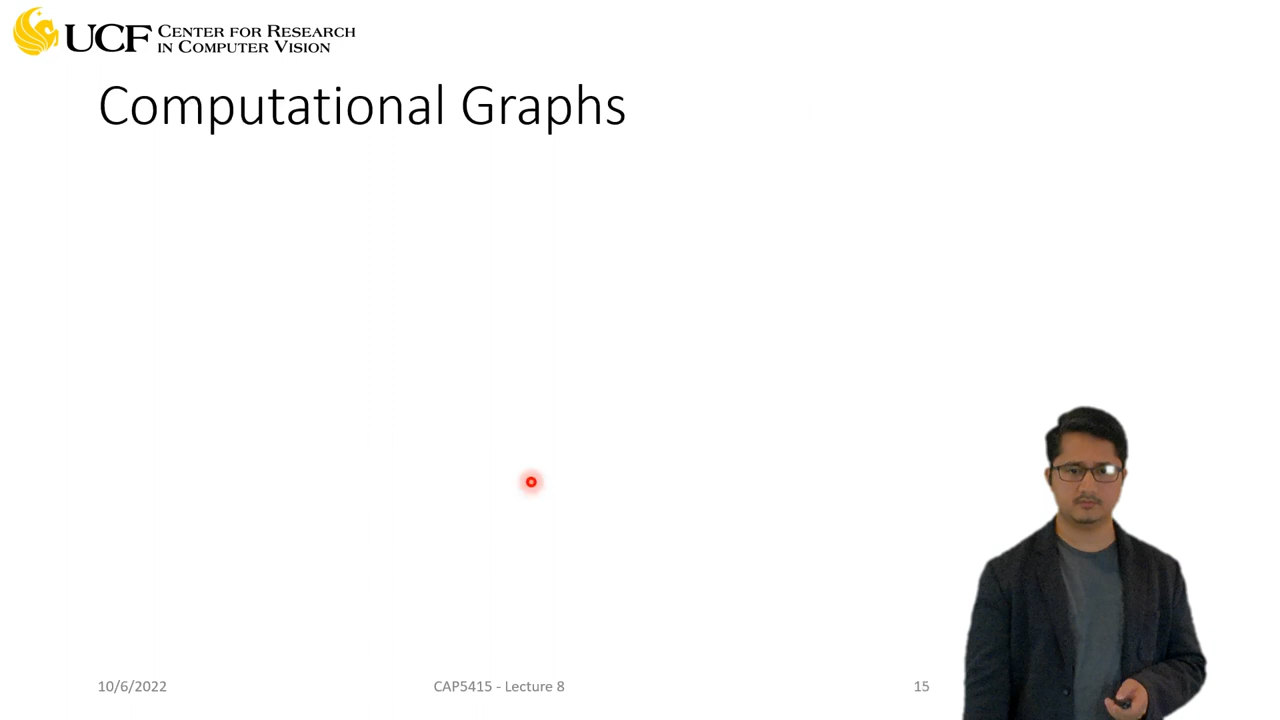 UCF CENTER FOR RESEARCH
IN COMPUTER VISION
Computational Graphs
10/6/2022
CAP5415 - Lecture 8
15